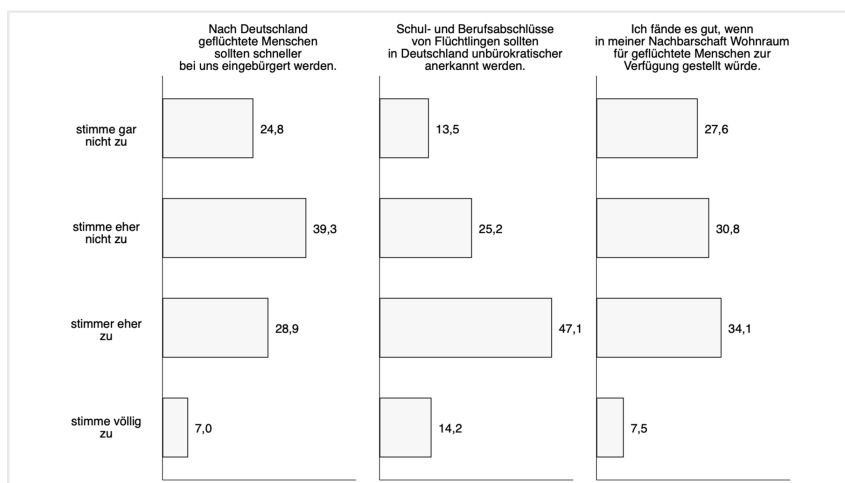 Nach Deutschland
geflüchtete Menschen
sollten schneller
bei uns eingebürgert werden.
Schul- und Berufsabschlüsse
von Flüchtlingen sollten
in Deutschland unbürokratischer
anerkannt werden.
Ich fände es gut, wenn
in meiner Nachbarschaft Wohnraum
für geflüchtete Menschen zur
Verfügung gestellt würde.
stimme gar
nicht zu
24,8
13,5
27,6
stimme eher
nicht zu
39,3
25,2
30,8
stimmer eher
zu
28,9
47,1
34,1
stimme völlig
zu
7,0
14,2
7,5